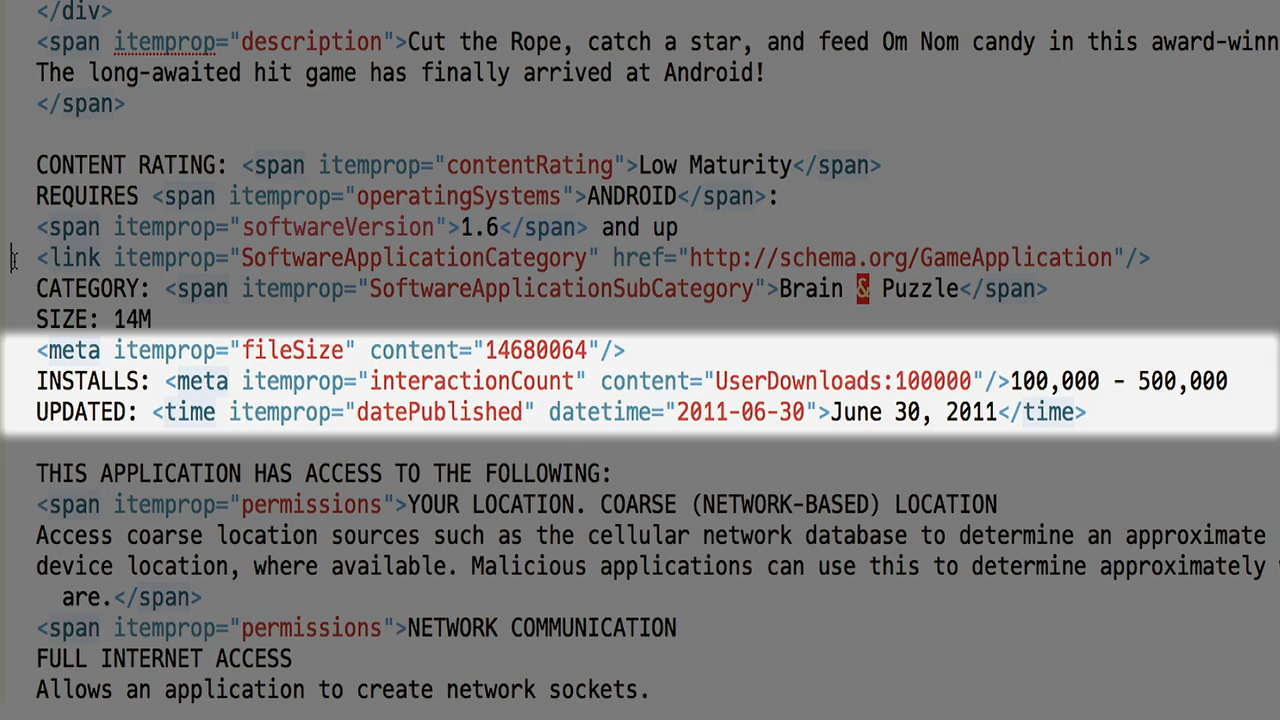 </div>
<span itemprop="description">Cut the Rope, catch a star, and feed Om Nom candy in this
The long-awaited hit game has finally arrived at Android!
</span>
CONTENT RATING: <span itemprop="contentRating">Low Maturity</span>
REQUIRES <span itemprop="operatingSystems">ANDROID</span>:
<span itemprop="softwareVersion">1.6</span> and up
<link itemprop="SoftwareApplicationCategory" href="http://schema.org/GameApplication"/>
CATEGORY: <span itemprop="SoftwareApplicationSubCategory">Brain & Puzzle</span>
SIZE: 14M
<meta itemprop="fileSize" content="14680064"/>
INSTALLS: <meta itemprop="interactionCount" content="UserDownloads:100000"/>100,000 - 500,000
UPDATED: <time itemprop="datePublished" datetime="2011-06-30">June 30, 2011</time>
THIS APPLICATION HAS ACCESS TO THE FOLLOWING:
<span itemprop="permissions">YOUR LOCATION. COARSE (NETWORK-BASED) LOCATION
Access coarse location sources such as the cellular network database to determine an approximate
device location, where available. Malicious applications can use this to determine approximately
are.</span>
<span itemprop="permissions">NETWORK COMMUNICATION
FULL INTERNET ACCESS
Allows an application to create network sockets.